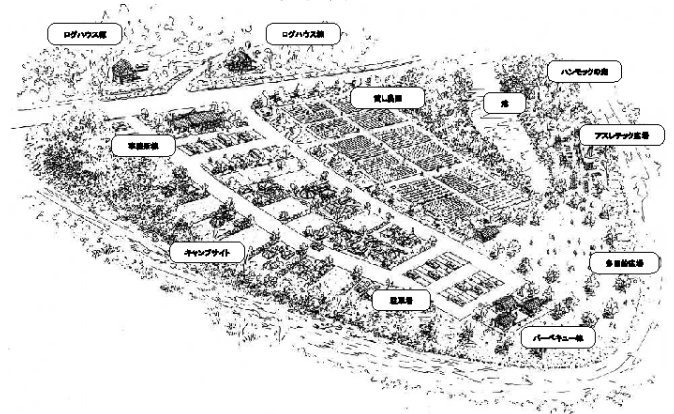 ログハウス棟
ログハウス棟
ハンモックの森
貸し農園
池
アスレチック広場
事務所棟
キャンプサイト
多目的広場
駐車場
バーベキュー棟